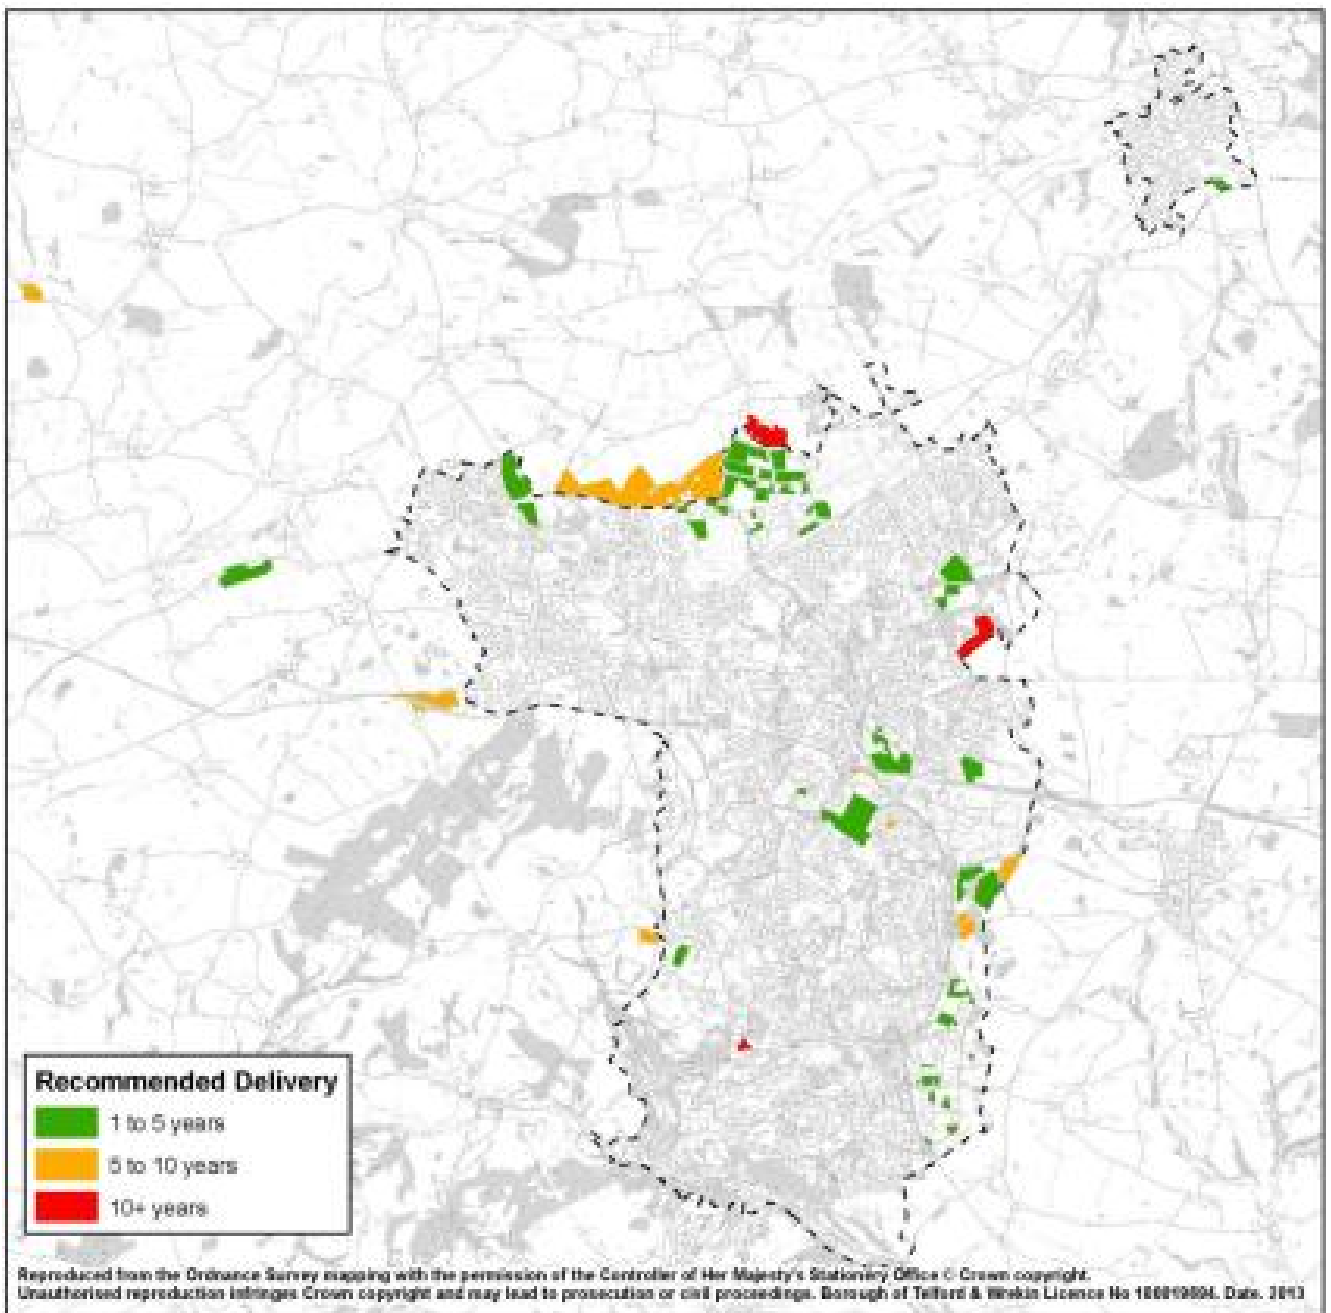 Recommended Delivery
1 to 5 years
5 to 10 years
10+ years
Reproduced from the Ordnance Survey mapping with the permission of the Controller of Her Majesty's Stationery Office © Crown copyright.
Unauthorised reproduction infringes Crown copyright and may lead to prosecution or civil proceedings. Borough of Telford & Wrekin Licence No Date. 2013